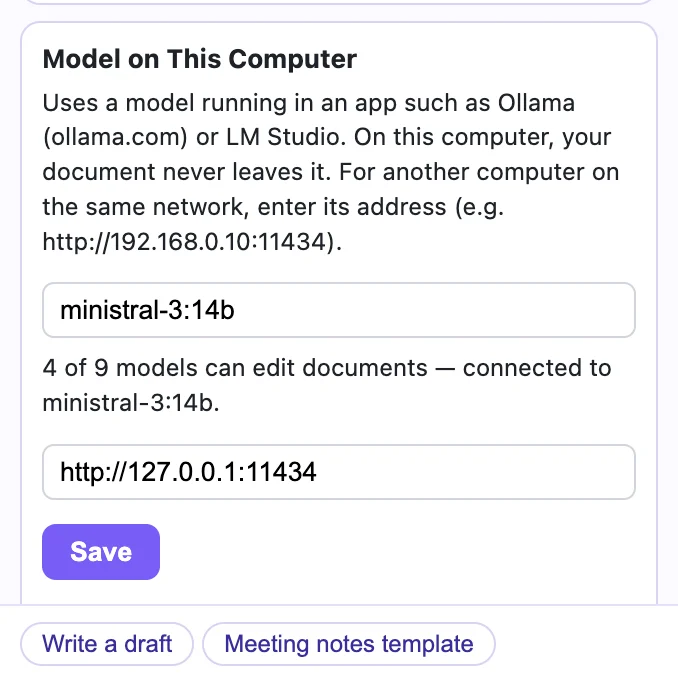 Model on This Computer
Uses a model running in an app such as Ollama
(ollama.com) or LM Studio. On this computer, your
document never leaves it. For another computer on
the same network, enter its address (e.g.
http://192.168.0.10:11434).
ministral-3:14b
4 of 9 models can edit documents — connected to
ministral-3:14b.
http://127.0.0.1:11434
Save
Write a draft
Meeting notes template